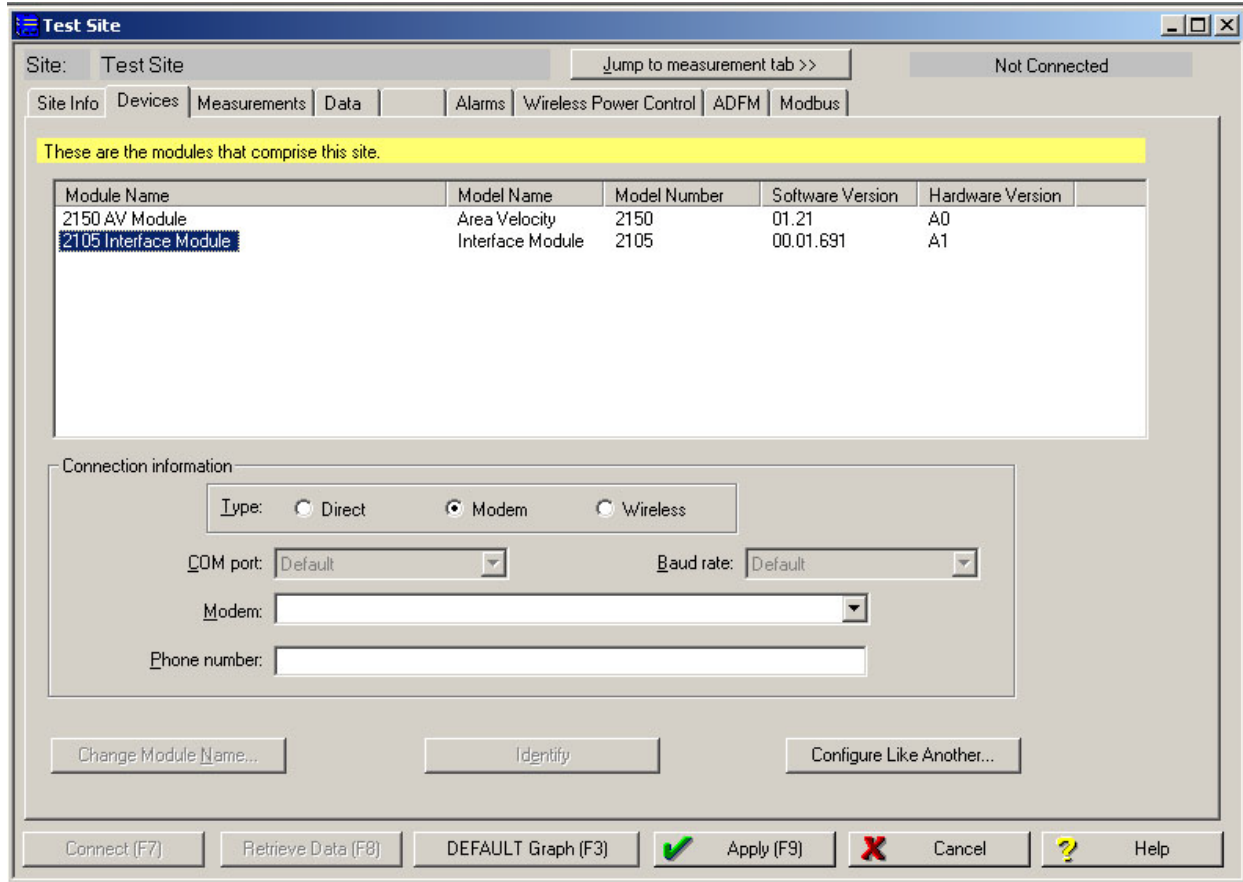 Test Site
Site: Test Site Jump to measurement tab >> Not Connected
Site Info Devices Measurements Data Alarms Wireless Power Control ADFM Modbus
These are the modules that comprise this site.
Module Name Model Name Model Number Software Version Hardware Version
2150 AV Module Area Velocity 2150 01.21 A0
2105 Interface Module Interface Module 2105 00.01.691 A1
Connection information
Type: Direct Modem Wireless
COM port: Default Baud rate: Default
Modem:
Phone number:
Change Module Name... Identify Configure Like Another...
Connect (F7) Retrieve Data (F8) DEFAULT Graph (F3) Apply (F9) Cancel Help